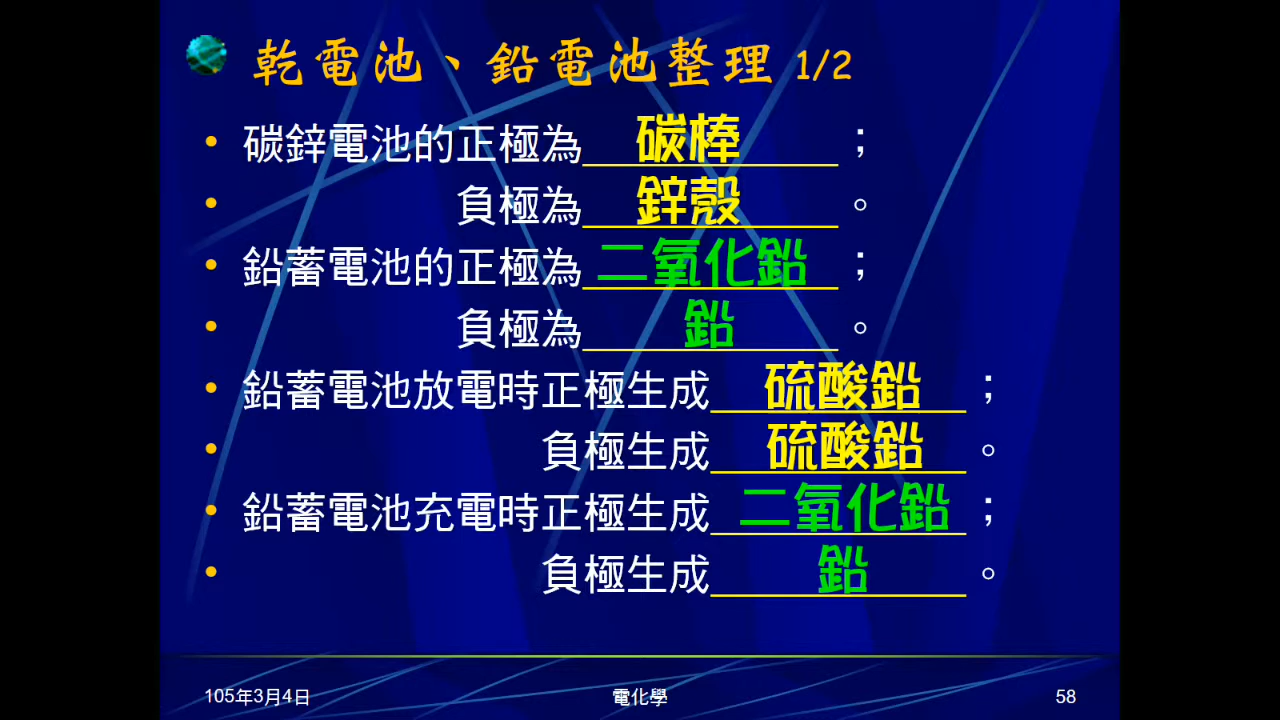 乾電池、鉛電池整理 1/2
• 碳鋅電池的正極為 碳棒 ；
• 負極為 鋅殼 。
• 鉛蓄電池的正極為 二氧化鉛 ；
• 負極為 鉛 。
• 鉛蓄電池放電時正極生成 硫酸鉛 ；
• 負極生成 硫酸鉛 。
• 鉛蓄電池充電時正極生成 二氧化鉛 ；
• 負極生成 鉛 。
105年3月4日 電化學 58